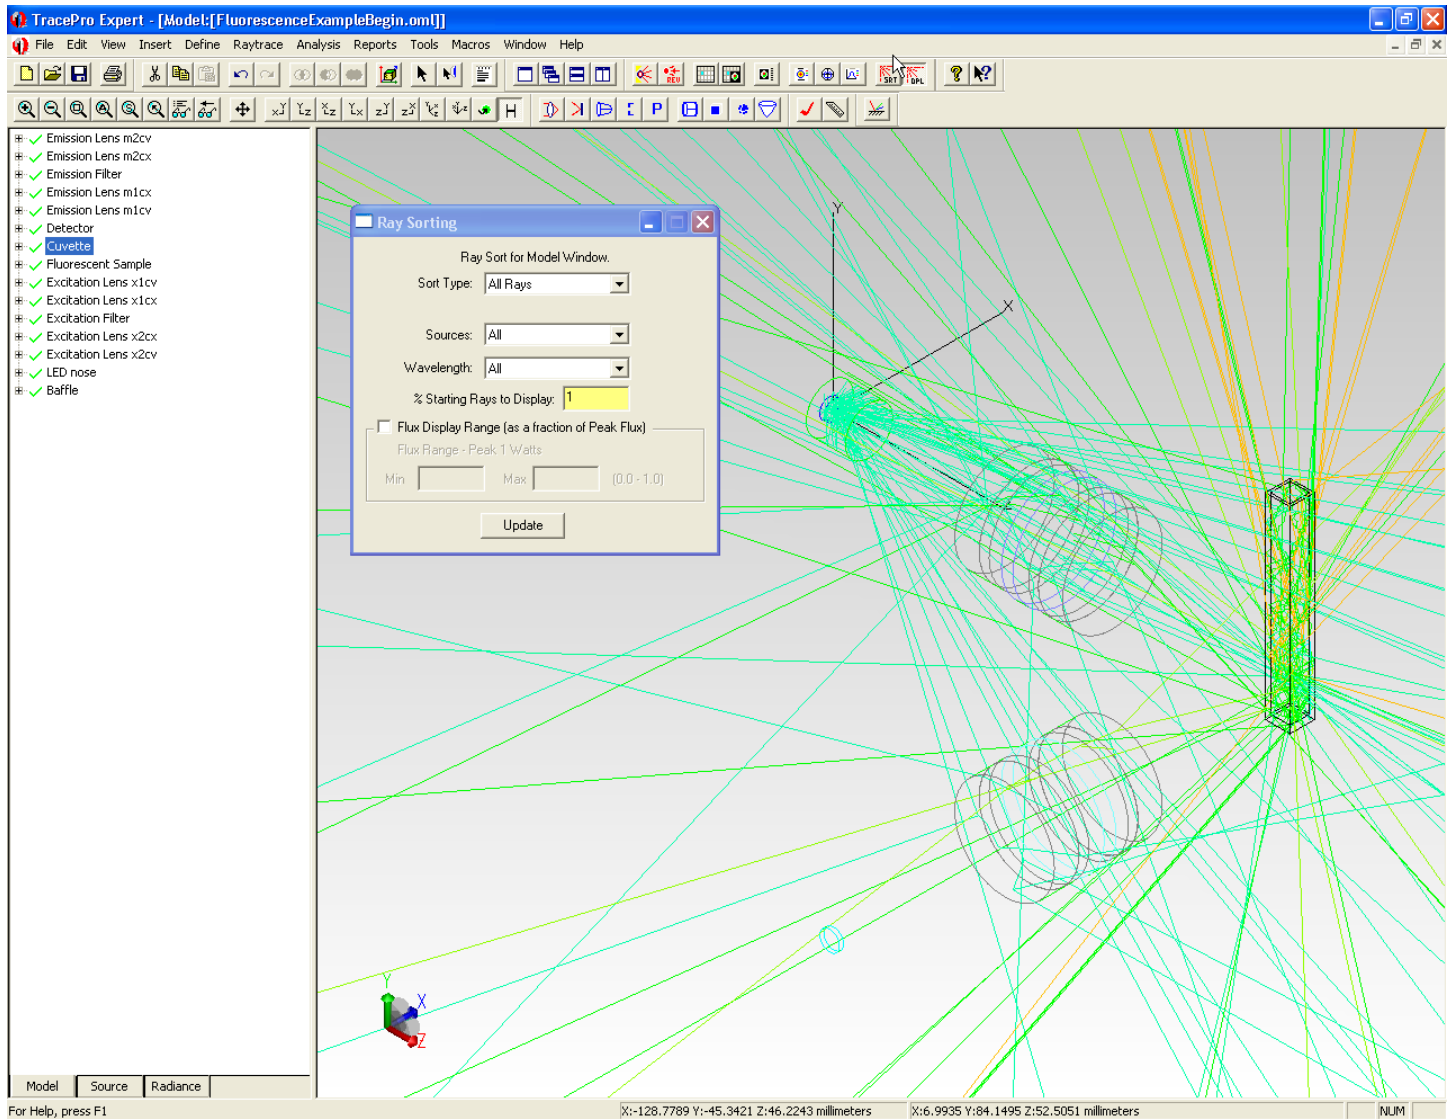 TracePro Expert - [Model:[FluorescenceExampleBegin.oml]]
File Edit View Insert Define Raytrace Analysis Reports Tools Macros Window Help
REV SRT DPL
H P
Emission Lens m2cv
Emission Lens m2cx
Emission Filter
Emission Lens m1cx
Emission Lens m1cv
Detector
Cuvette
Fluorescent Sample
Excitation Lens x1cv
Excitation Lens x1cx
Excitation Filter
Excitation Lens x2cx
Excitation Lens x2cv
LED nose
Baffle
Ray Sorting
Ray Sort for Model Window.
Sort Type: All Rays
Sources: All
Wavelength: All
% Starting Rays to Display: 1
Flux Display Range (as a fraction of Peak Flux)
Flux Range - Peak 1 Watts
Min Max (0.0 - 1.0)
Update
Y
X
Y
X
Z
Model Source Radiance
For Help, press F1
X:-128.7789 Y:-45.3421 Z:46.2243 millimeters
X:6.9935 Y:84.1495 Z:52.5051 millimeters
NUM